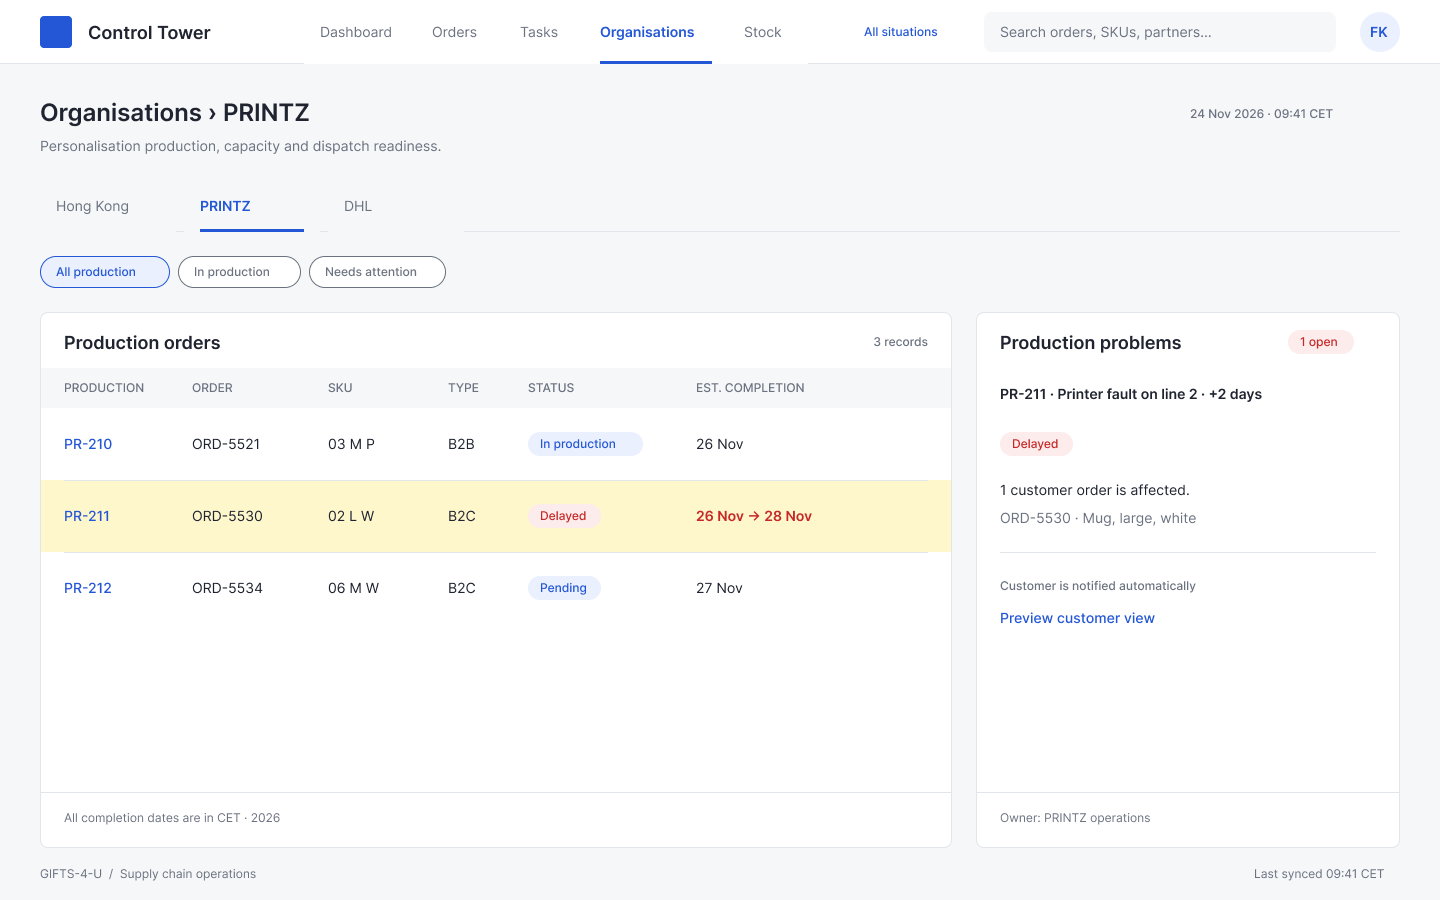 Control Tower
Dashboard
Orders
Tasks
Organisations
Stock
All situations
Search orders, SKUs, partners...
FK
Organisations › PRINTZ
24 Nov 2026 · 09:41 CET
Personalisation production, capacity and dispatch readiness.
Hong Kong
PRINTZ
DHL
All production
In production
Needs attention
Production orders
3 records
PRODUCTION ORDER SKU TYPE STATUS EST. COMPLETION
PR-210 ORD-5521 03 M P B2B In production 26 Nov
PR-211 ORD-5530 02 L W B2C Delayed 26 Nov → 28 Nov
PR-212 ORD-5534 06 M W B2C Pending 27 Nov
All completion dates are in CET · 2026
Production problems
1 open
PR-211 · Printer fault on line 2 · +2 days
Delayed
1 customer order is affected.
ORD-5530 · Mug, large, white
Customer is notified automatically
Preview customer view
Owner: PRINTZ operations
GIFTS-4-U / Supply chain operations
Last synced 09:41 CET